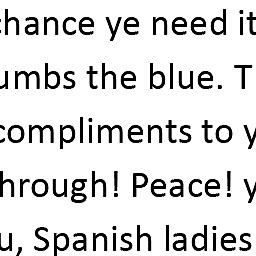 chance ye need it
umbs the blue. T
compliments to y
hrough! Peace! y
u, Spanish ladies